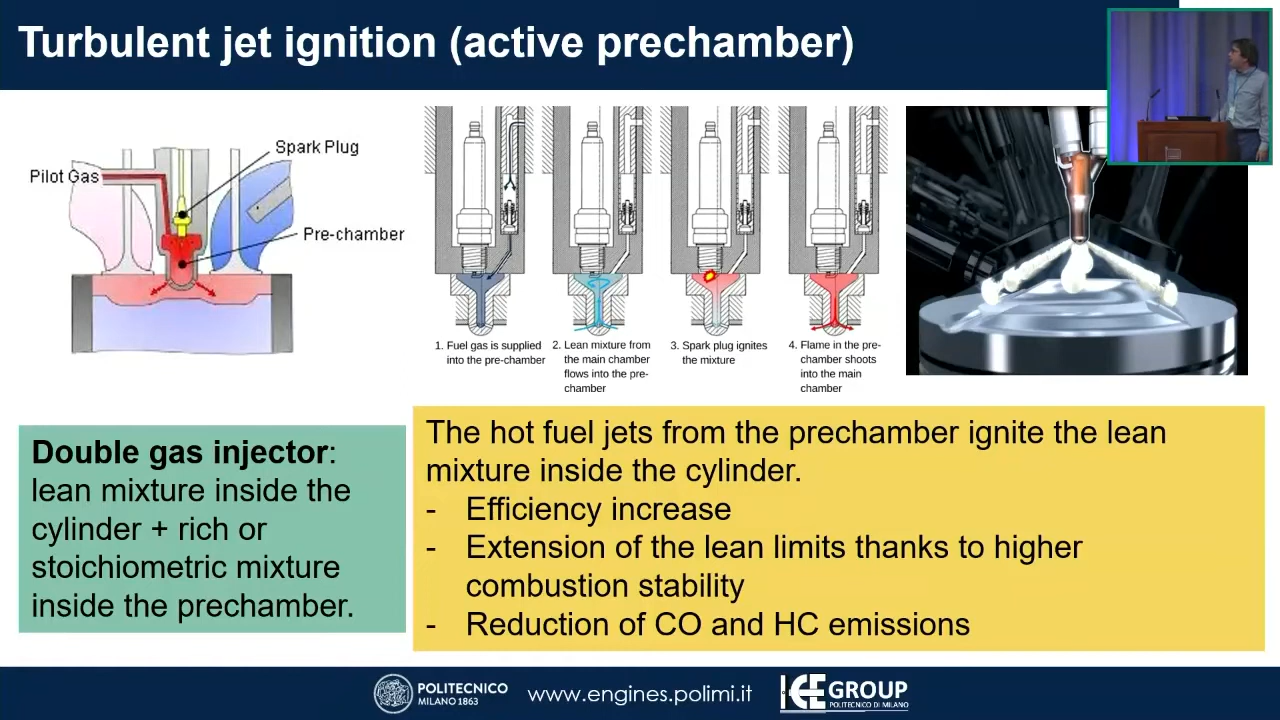 Turbulent jet ignition (active prechamber)
Spark Plug
Pilot Gas
Pre-chamber
1. Fuel gas is supplied
into the pre-chamber
2. Lean mixture from
the main chamber
flows into the pre-
chamber
3. Spark plug ignites
the mixture
4. Flame in the pre-
chamber shoots
into the main
chamber
Double gas injector:
lean mixture inside the
cylinder + rich or
stoichiometric mixture
inside the prechamber.
The hot fuel jets from the prechamber ignite the lean
mixture inside the cylinder.
- Efficiency increase
- Extension of the lean limits thanks to higher
combustion stability
- Reduction of CO and HC emissions
POLITECNICO
MILANO 1863
www.engines.polimi.it
ICE GROUP
POLITECNICO DI MILANO